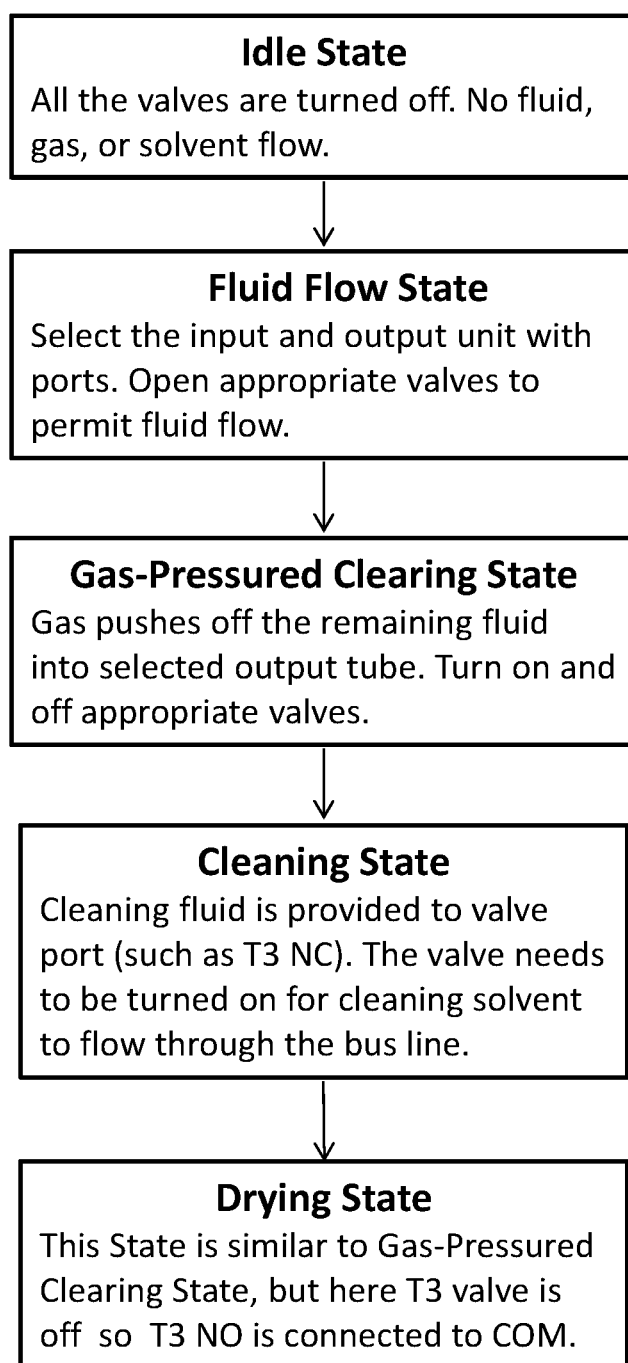 Idle State
All the valves are turned off. No fluid,
gas, or solvent flow.
Fluid Flow State
Select the input and output unit with
ports. Open appropriate valves to
permit fluid flow.
Gas-Pressured Clearing State
Gas pushes off the remaining fluid
into selected output tube. Turn on and
off appropriate valves.
Cleaning State
Cleaning fluid is provided to valve
port (such as T3 NC). The valve needs
to be turned on for cleaning solvent
to flow through the bus line.
Drying State
This State is similar to Gas-Pressured
Clearing State, but here T3 valve is
off so T3 NO is connected to COM.